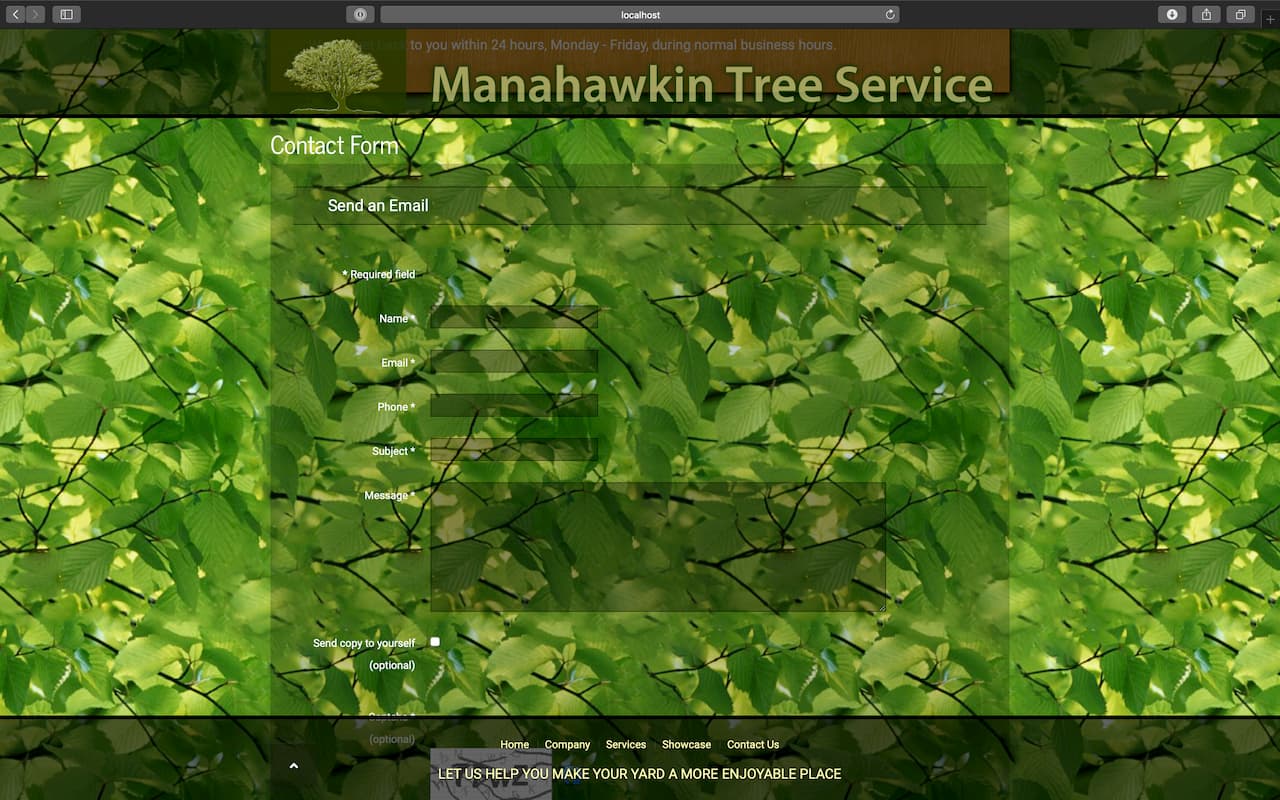 localhost
to you within 24 hours, Monday - Friday, during normal business hours.
Manahawkin Tree Service
Contact Form
Send an Email
* Required field
Name *
Email *
Phone *
Subject *
Message *
Send copy to yourself
(optional)
Captcha *
(optional)
Home Company Services Showcase Contact Us
LET US HELP YOU MAKE YOUR YARD A MORE ENJOYABLE PLACE